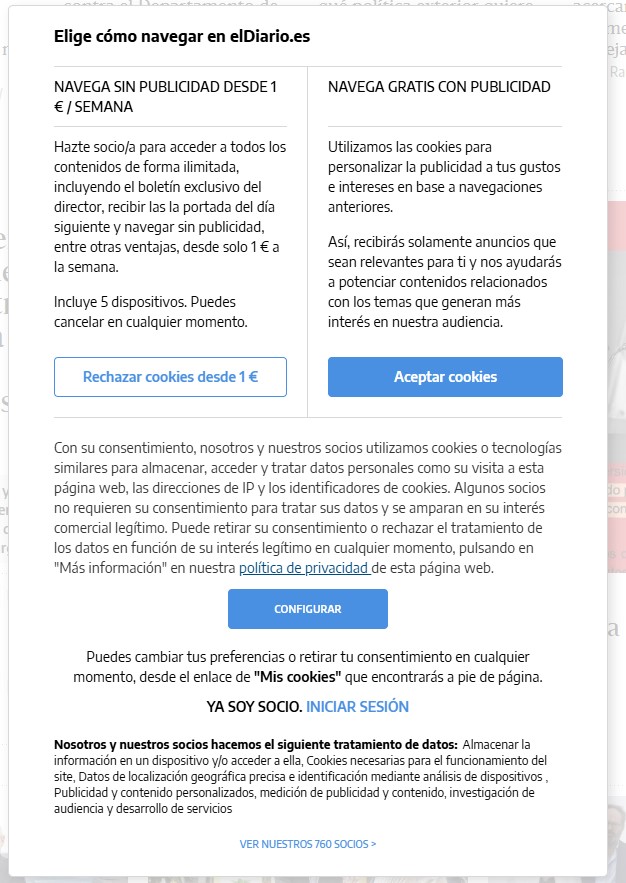 Elige cómo navegar en elDiario.es
NAVEGA SIN PUBLICIDAD DESDE 1
€ / SEMANA
Hazte socio/a para acceder a todos los
contenidos de forma ilimitada,
incluyendo el boletín exclusivo del
director, recibir las la portada del día
siguiente y navegar sin publicidad,
entre otras ventajas, desde solo 1 € a
la semana.
Incluye 5 dispositivos. Puedes
cancelar en cualquier momento.
Rechazar cookies desde 1 €
NAVEGA GRATIS CON PUBLICIDAD
Utilizamos las cookies para
personalizar la publicidad a tus gustos
e intereses en base a navegaciones
anteriores.
Así, recibirás solamente anuncios que
sean relevantes para ti y nos ayudarás
a potenciar contenidos relacionados
con los temas que generan más
interés en nuestra audiencia.
Aceptar cookies
Con su consentimiento, nosotros y nuestros socios utilizamos cookies o tecnologías
similares para almacenar, acceder y tratar datos personales como su visita a esta
página web, las direcciones de IP y los identificadores de cookies. Algunos socios
no requieren su consentimiento para tratar sus datos y se amparan en su interés
comercial legítimo. Puede retirar su consentimiento o rechazar el tratamiento de
los datos en función de su interés legítimo en cualquier momento, pulsando en
"Más información" en nuestra política de privacidad de esta página web.
CONFIGURAR
Puedes cambiar tus preferencias o retirar tu consentimiento en cualquier
momento, desde el enlace de "Mis cookies" que encontrarás a pie de página.
YA SOY SOCIO. INICIAR SESIÓN
Nosotros y nuestros socios hacemos el siguiente tratamiento de datos: Almacenar la
información en un dispositivo y/o acceder a ella, Cookies necesarias para el funcionamiento del
site, Datos de localización geográfica precisa e identificación mediante análisis de dispositivos ,
Publicidad y contenido personalizados, medición de publicidad y contenido, investigación de
audiencia y desarrollo de servicios
VER NUESTROS 760 SOCIOS >